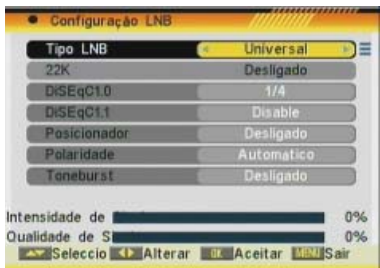 Configuração LNB
Tipo LNB Universal
22K Desligado
DiSEqC1.0 1/4
DiSEqC1.1 Disable
Posicionador Desligado
Polaridade Automatico
Toneburst Desligado
Intensidade de 0%
Qualidade de 0%
Seleccio Alterar OK Aceitar MENU Sair